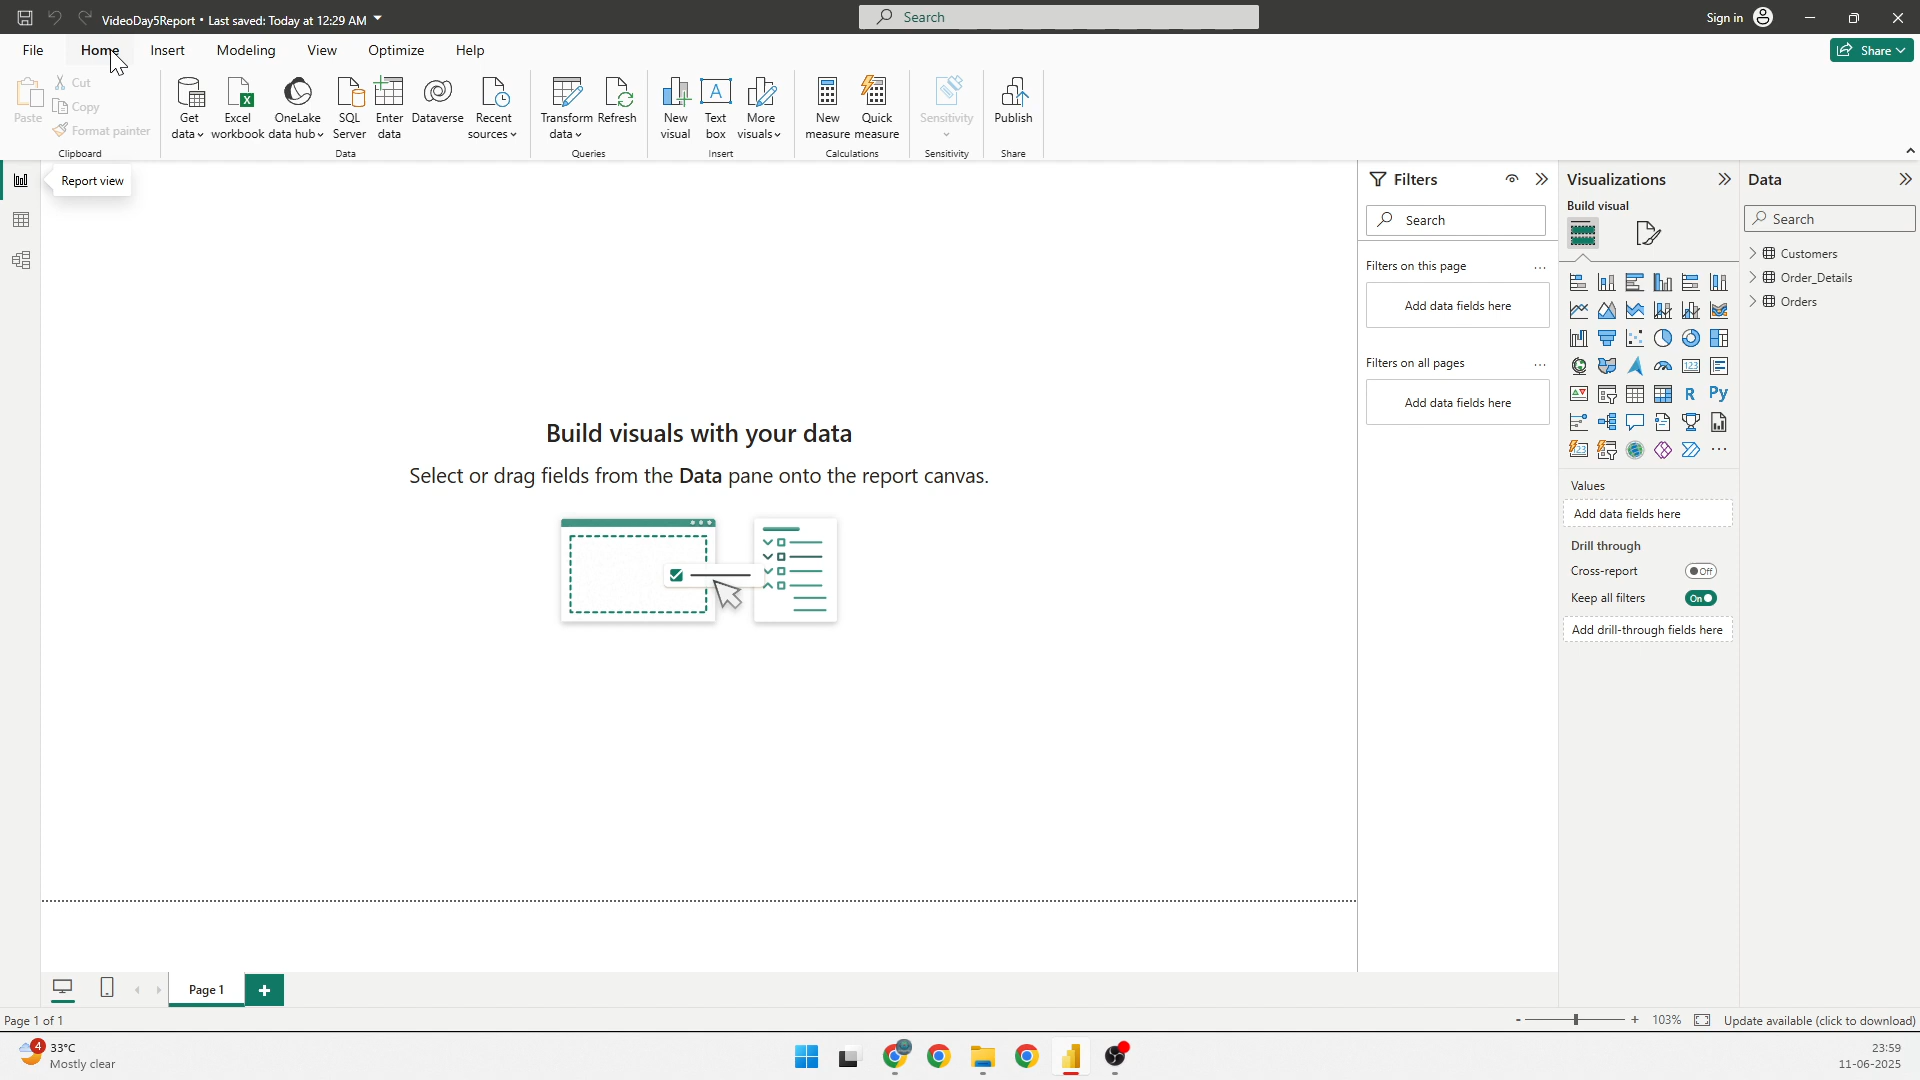 VideoDay5Report • Last saved: Today at 12:29 AM
Search
Sign in
File
Home
Insert
Modeling
View
Optimize
Help
Share
Paste
Cut
Copy
Format painter
Clipboard
Get
data
Excel
workbook
OneLake
data hub
SQL
Server
Enter
data
Dataverse
Recent
sources
Data
Transform
data
Refresh
Queries
New
visual
Text
box
More
visuals
Insert
New
measure
Quick
measure
Calculations
Sensitivity
Sensitivity
Publish
Share
Report view
Build visuals with your data
Select or drag fields from the Data pane onto the report canvas.
Filters
Search
Filters on this page
...
Add data fields here
Filters on all pages
...
Add data fields here
Visualizations
Build visual
123
R
Py
123
...
Values
Add data fields here
Drill through
Cross-report
Off
Keep all filters
On
Add drill-through fields here
Data
Search
Customers
Order_Details
Orders
Page 1
+
Page 1 of 1
- + 103%
Update available (click to download)
4
33°C
Mostly clear
23:59
11-06-2025